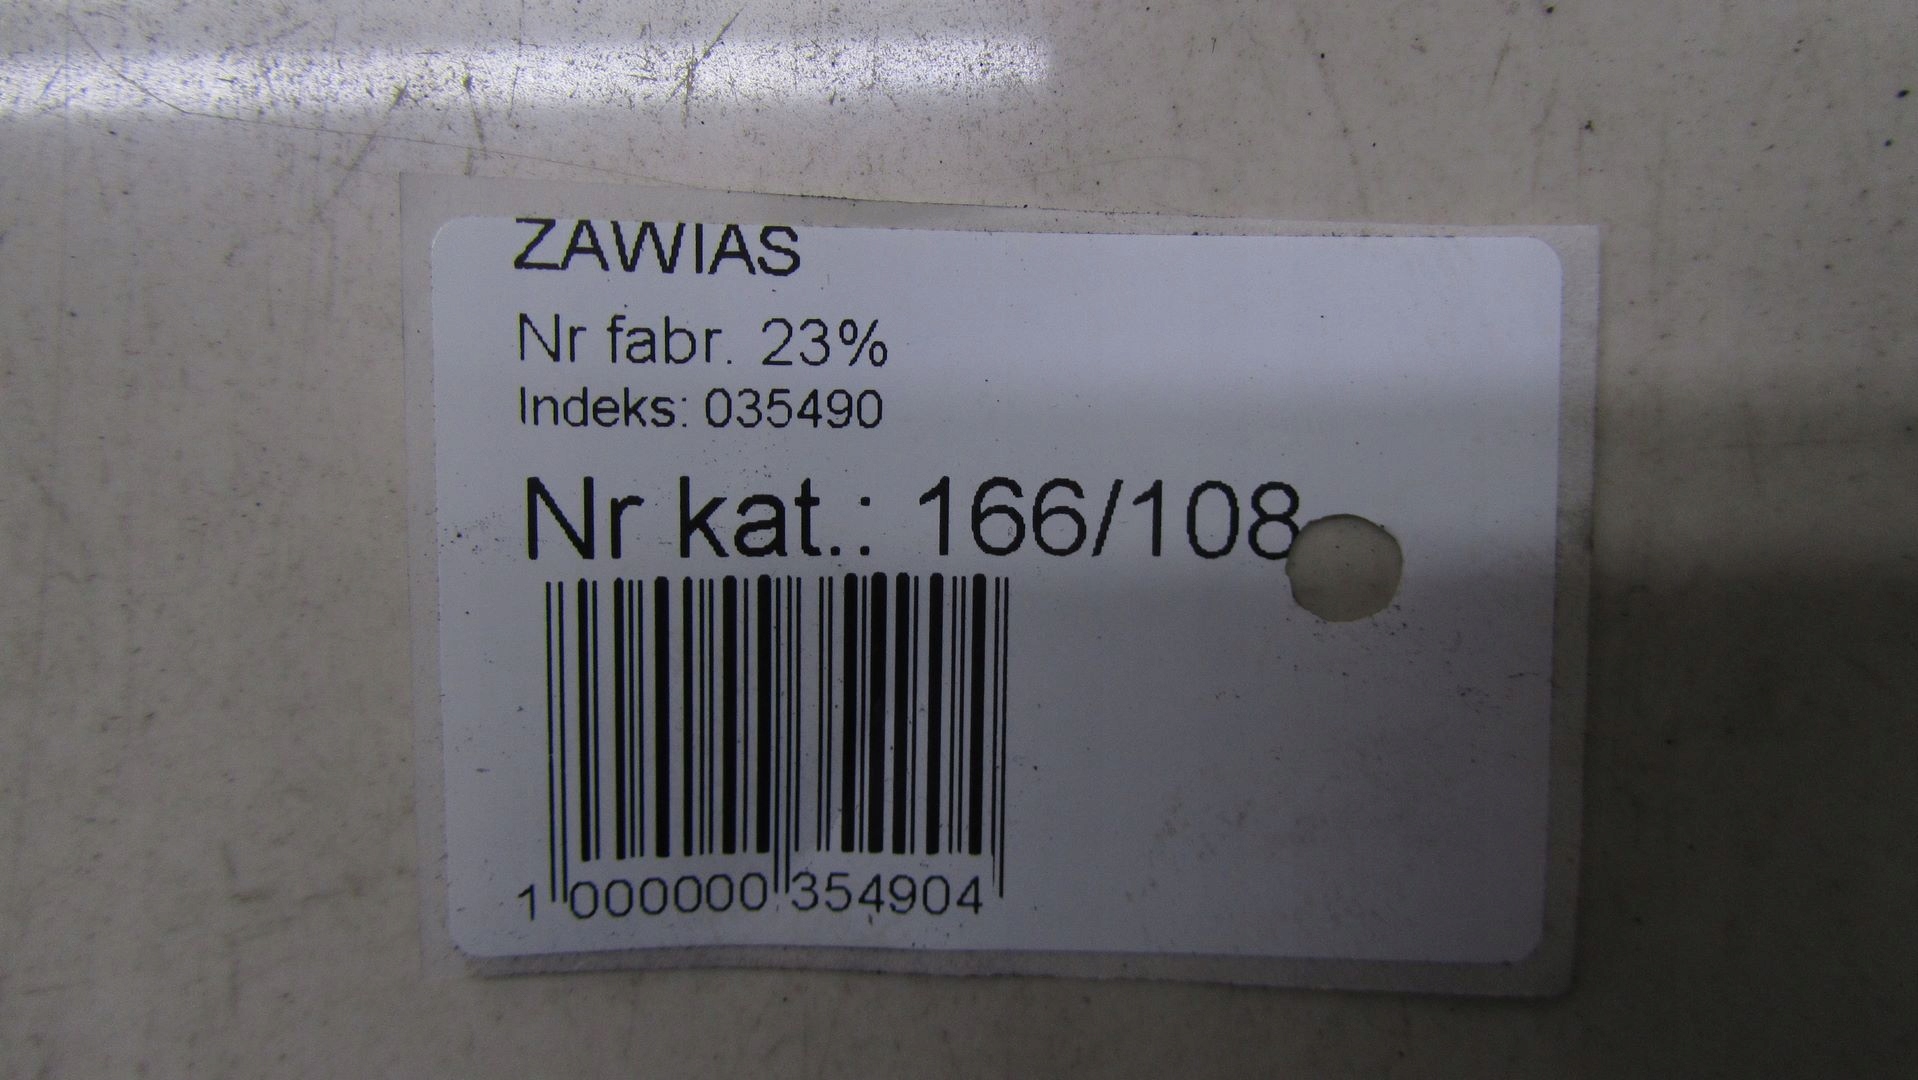 ZAWIAS
Nr fabr. 23%
Indeks: 035490
Nr kat.: 166/108
1 000000 354904